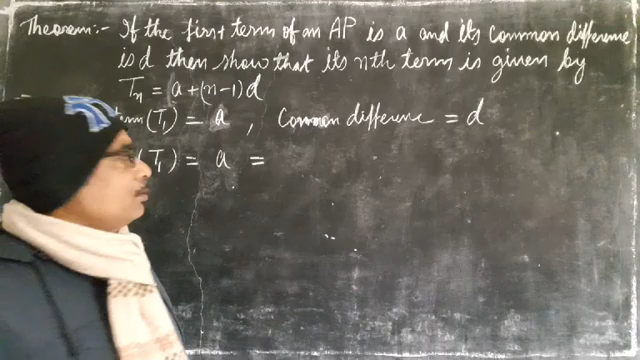 Theorem:- If the first term of an AP is a and its Common difference
is d then show that its nth term is given by
Tn = a + (n-1)d
term (T1) = a , Common difference = d
(T1) = a =